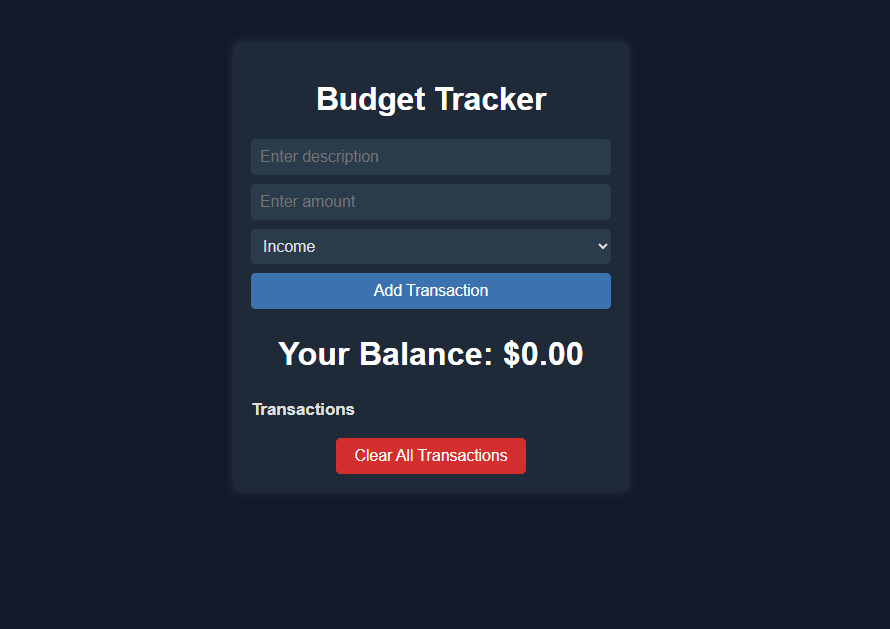 Budget Tracker
Enter description
Enter amount
Income
Add Transaction
Your Balance: $0.00
Transactions
Clear All Transactions